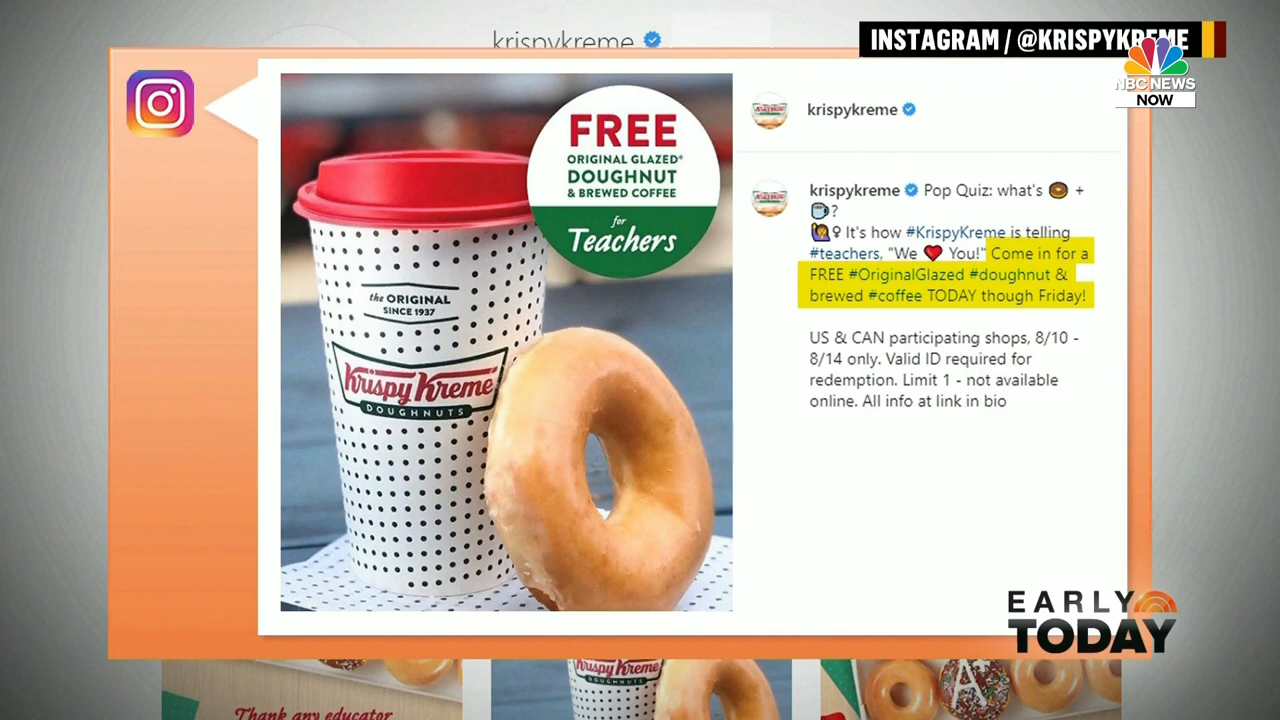 krispykreme
INSTAGRAM / @KRISPYKREME
NBC NEWS
NOW
FREE
ORIGINAL GLAZED®
DOUGHNUT
& BREWED COFFEE
for
Teachers
the ORIGINAL
SINCE 1937
Krispy Kreme
DOUGHNUTS
krispykreme
krispykreme Pop Quiz: what's 🍩 +
☕?
🙋♀ It's how #KrispyKreme is telling
#teachers, "We ❤ You!" Come in for a
FREE #OriginalGlazed #doughnut &
brewed #coffee TODAY though Friday!
US & CAN participating shops, 8/10 -
8/14 only. Valid ID required for
redemption. Limit 1 - not available
online. All info at link in bio
EARLY
TODAY
Thank any educator
Krispy Kreme
DOUGHNUTS
A